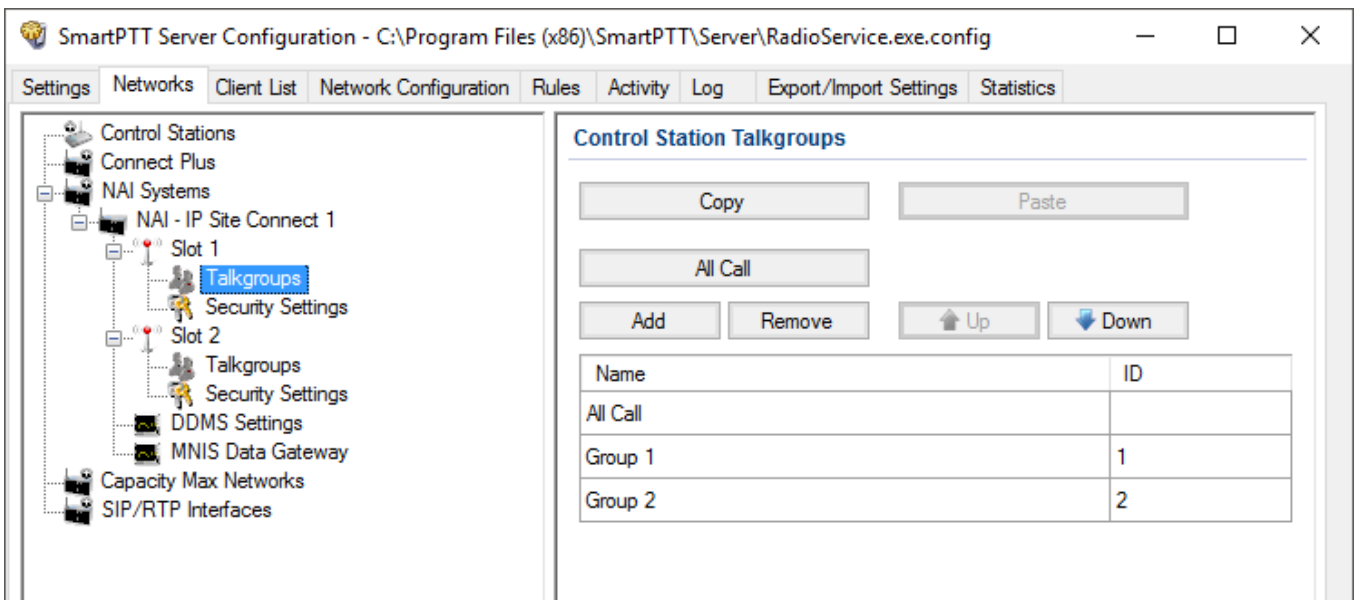 SmartPTT Server Configuration - C:\Program Files (x86)\SmartPTT\Server\RadioService.exe.config
Settings Networks Client List Network Configuration Rules Activity Log Export/Import Settings Statistics
Control Stations
Connect Plus
NAI Systems
NAI - IP Site Connect 1
Slot 1
Talkgroups
Security Settings
Slot 2
Talkgroups
Security Settings
DDMS Settings
MNIS Data Gateway
Capacity Max Networks
SIP/RTP Interfaces
Control Station Talkgroups
Copy Paste
All Call
Add Remove Up Down
Name ID
All Call
Group 1 1
Group 2 2